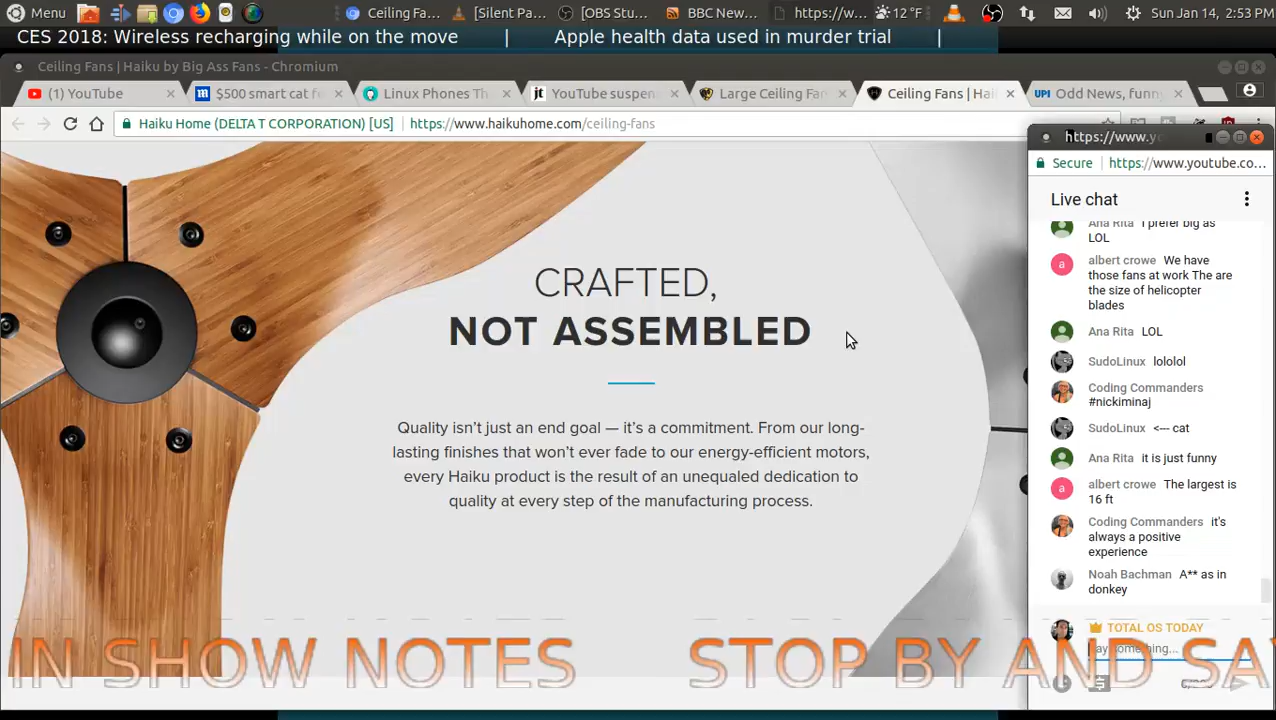 Menu
Ceiling Fa...
[Silent Pa...
[OBS Stu...
BBC New...
https://w...
12 °F
Sun Jan 14, 2:53 PM
CES 2018: Wireless recharging while on the move | Apple health data used in murder trial |
Ceiling Fans | Haiku by Big Ass Fans - Chromium
(1) YouTube
$500 smart cat fe
Linux Phones Th
YouTube suspen
Large Ceiling Fan
Ceiling Fans | Hai
Odd News, funny
Haiku Home (DELTA T CORPORATION) [US] | https://www.haikuhome.com/ceiling-fans
https://www.y
Secure | https://www.youtube.co...
Live chat
CRAFTED,
NOT ASSEMBLED
Quality isn't just an end goal — it's a commitment. From our long-
lasting finishes that won't ever fade to our energy-efficient motors,
every Haiku product is the result of an unequaled dedication to
quality at every step of the manufacturing process.
Ana Rita I prefer big as
LOL
albert crowe We have
those fans at work The are
the size of helicopter
blades
Ana Rita LOL
SudoLinux lololol
Coding Commanders
#nickiminaj
SudoLinux <--- cat
Ana Rita it is just funny
albert crowe The largest is
16 ft
Coding Commanders it's
always a positive
experience
Noah Bachman A** as in
donkey
TOTAL OS TODAY
say something...
IN SHOW NOTES STOP BY AND SAY